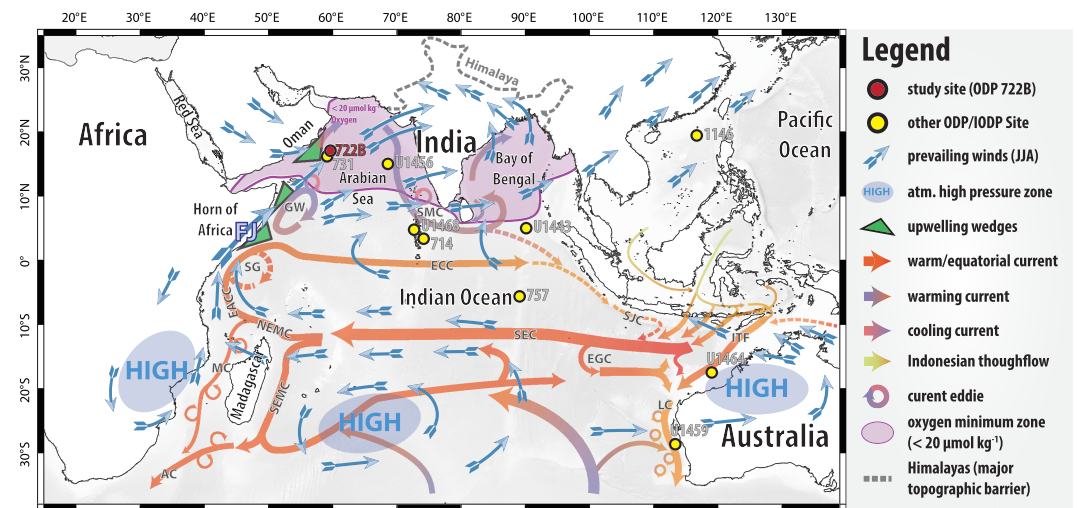 20°E 30°E 40°E 50°E 60°E 70°E 80°E 90°E 100°E 110°E 120°E 130°E
30°N
20°N
10°N
0°
10°S
20°S
30°S
Himalaya
Red Sea
Africa
Oman
< 20 μmol kg⁻
Oxygen
India
Pacific
Ocean
1146
722B
731
U1456
Arabian
Sea
Bay of
Bengal
Horn of
Africa
FJ
GW
SMC
U1468
714
U1443
SG
ECC
EACC
Indian Ocean
757
SJC
NEMC
SEC
ITF
EGC
U1464
HIGH
MC
Madagascar
SEMC
HIGH
HIGH
LC
U1459
Australia
AC
Legend
study site (ODP 722B)
other ODP/IODP Site
prevailing winds (JJA)
HIGH atm. high pressure zone
upwelling wedges
warm/equatorial current
warming current
cooling current
Indonesian thoughflow
curent eddie
oxygen minimum zone
(< 20 μmol kg⁻¹)
Himalayas (major
topographic barrier)